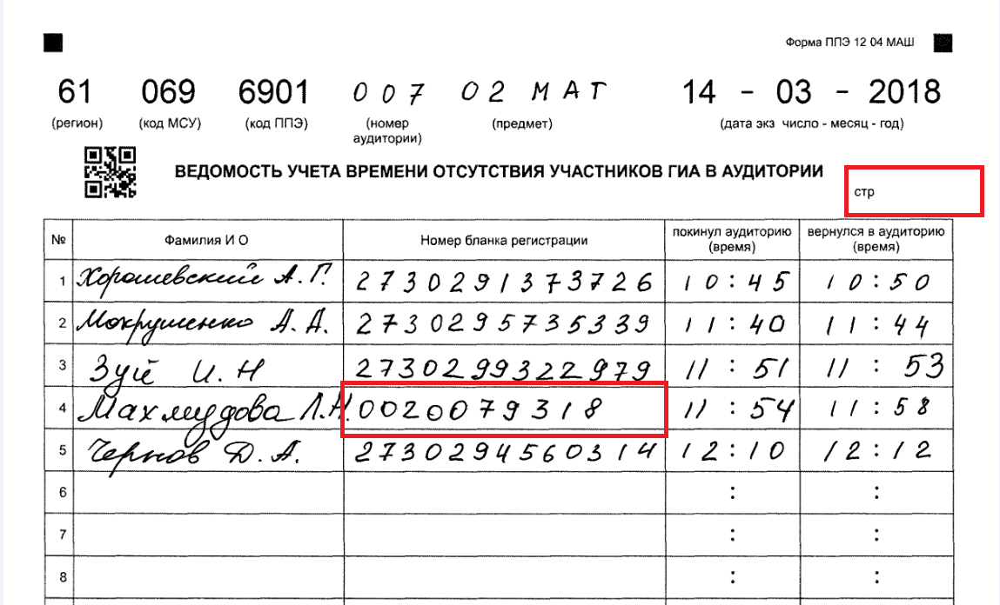 Форма ППЭ 12 04 МАШ
61 069 6901 007 02 МАТ 14 - 03 - 2018
(регион) (код МСУ) (код ППЭ) (номер аудитории) (предмет) (дата экз число - месяц - год)
ВЕДОМОСТЬ УЧЕТА ВРЕМЕНИ ОТСУТСТВИЯ УЧАСТНИКОВ ГИА В АУДИТОРИИ
стр
№ Фамилия И О Номер бланка регистрации покинул аудиторию (время) вернулся в аудиторию (время)
1 Хорошевский А. Г. 2730291373726 10:45 10:50
2 Мокрушенко А. А. 2730295735339 11:40 11:44
3 Зуй И. Н 2730299322979 11:51 11:53
4 Махмудова Л.Н. 0020079318 11:54 11:58
5 Чернов Д. А. 2730294560314 12:10 12:12
6 : :
7 : :
8 : :